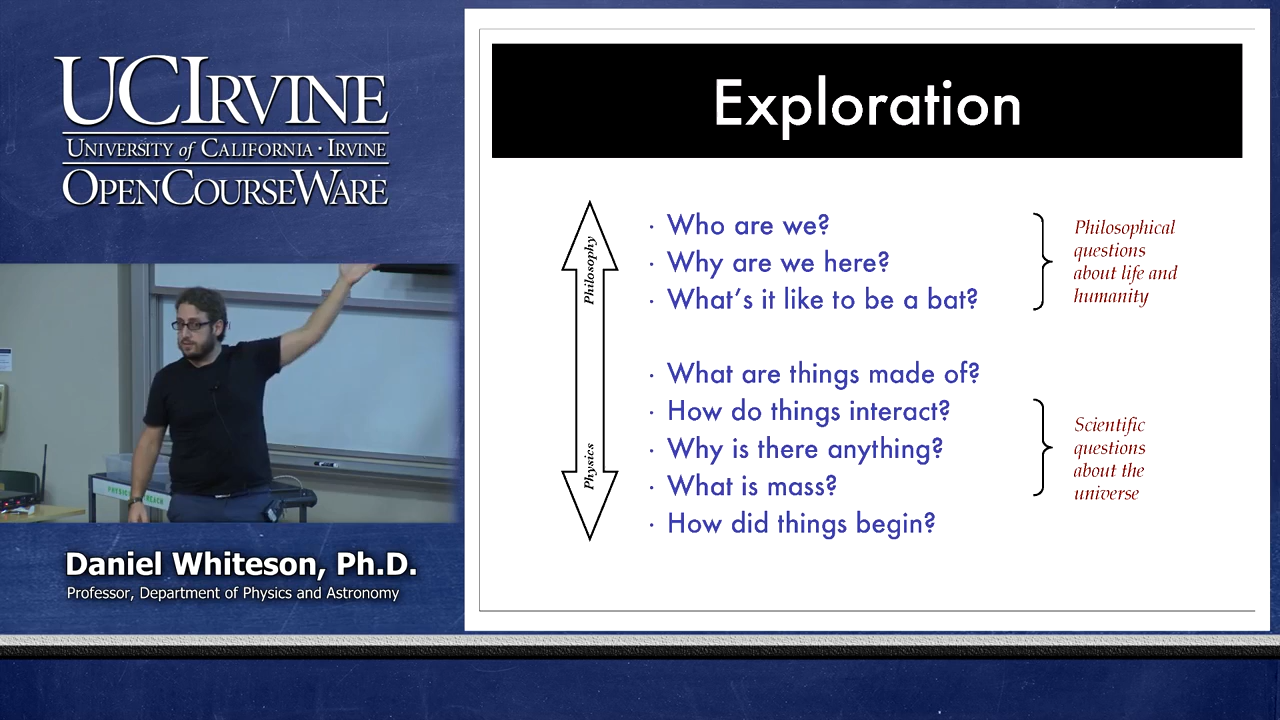 UCIRVINE
UNIVERSITY of CALIFORNIA · IRVINE
OPENCOURSEWARE
Exploration
Philosophy
Physics
· Who are we?
· Why are we here?
· What's it like to be a bat?
Philosophical
questions
about life and
humanity
· What are things made of?
· How do things interact?
· Why is there anything?
· What is mass?
· How did things begin?
Scientific
questions
about the
universe
PHYSICS
Daniel Whiteson, Ph.D.
Professor, Department of Physics and Astronomy